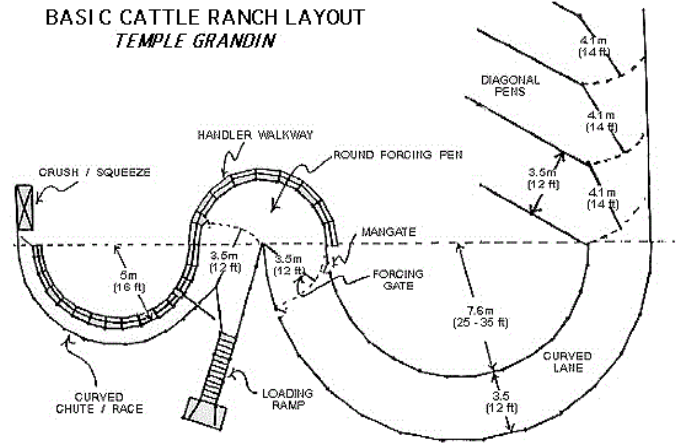 BASIC CATTLE RANCH LAYOUT
TEMPLE GRANDIN
4.1m
(14 ft)
DIAGONAL
PENS
4.1m
(14 ft)
HANDLER WALKWAY
ROUND FORCING PEN
3.5m
(12 ft)
CRUSH / SQUEEZE
4.1m
(14 ft)
MANGATE
5m
(16 ft)
3.5m
(12 ft)
3.5m
(12 ft)
FORCING
GATE
7.6m
(25 - 35 ft)
CURVED
LANE
CURVED
CHUTE / RACE
LOADING
RAMP
3.5
(12 ft)